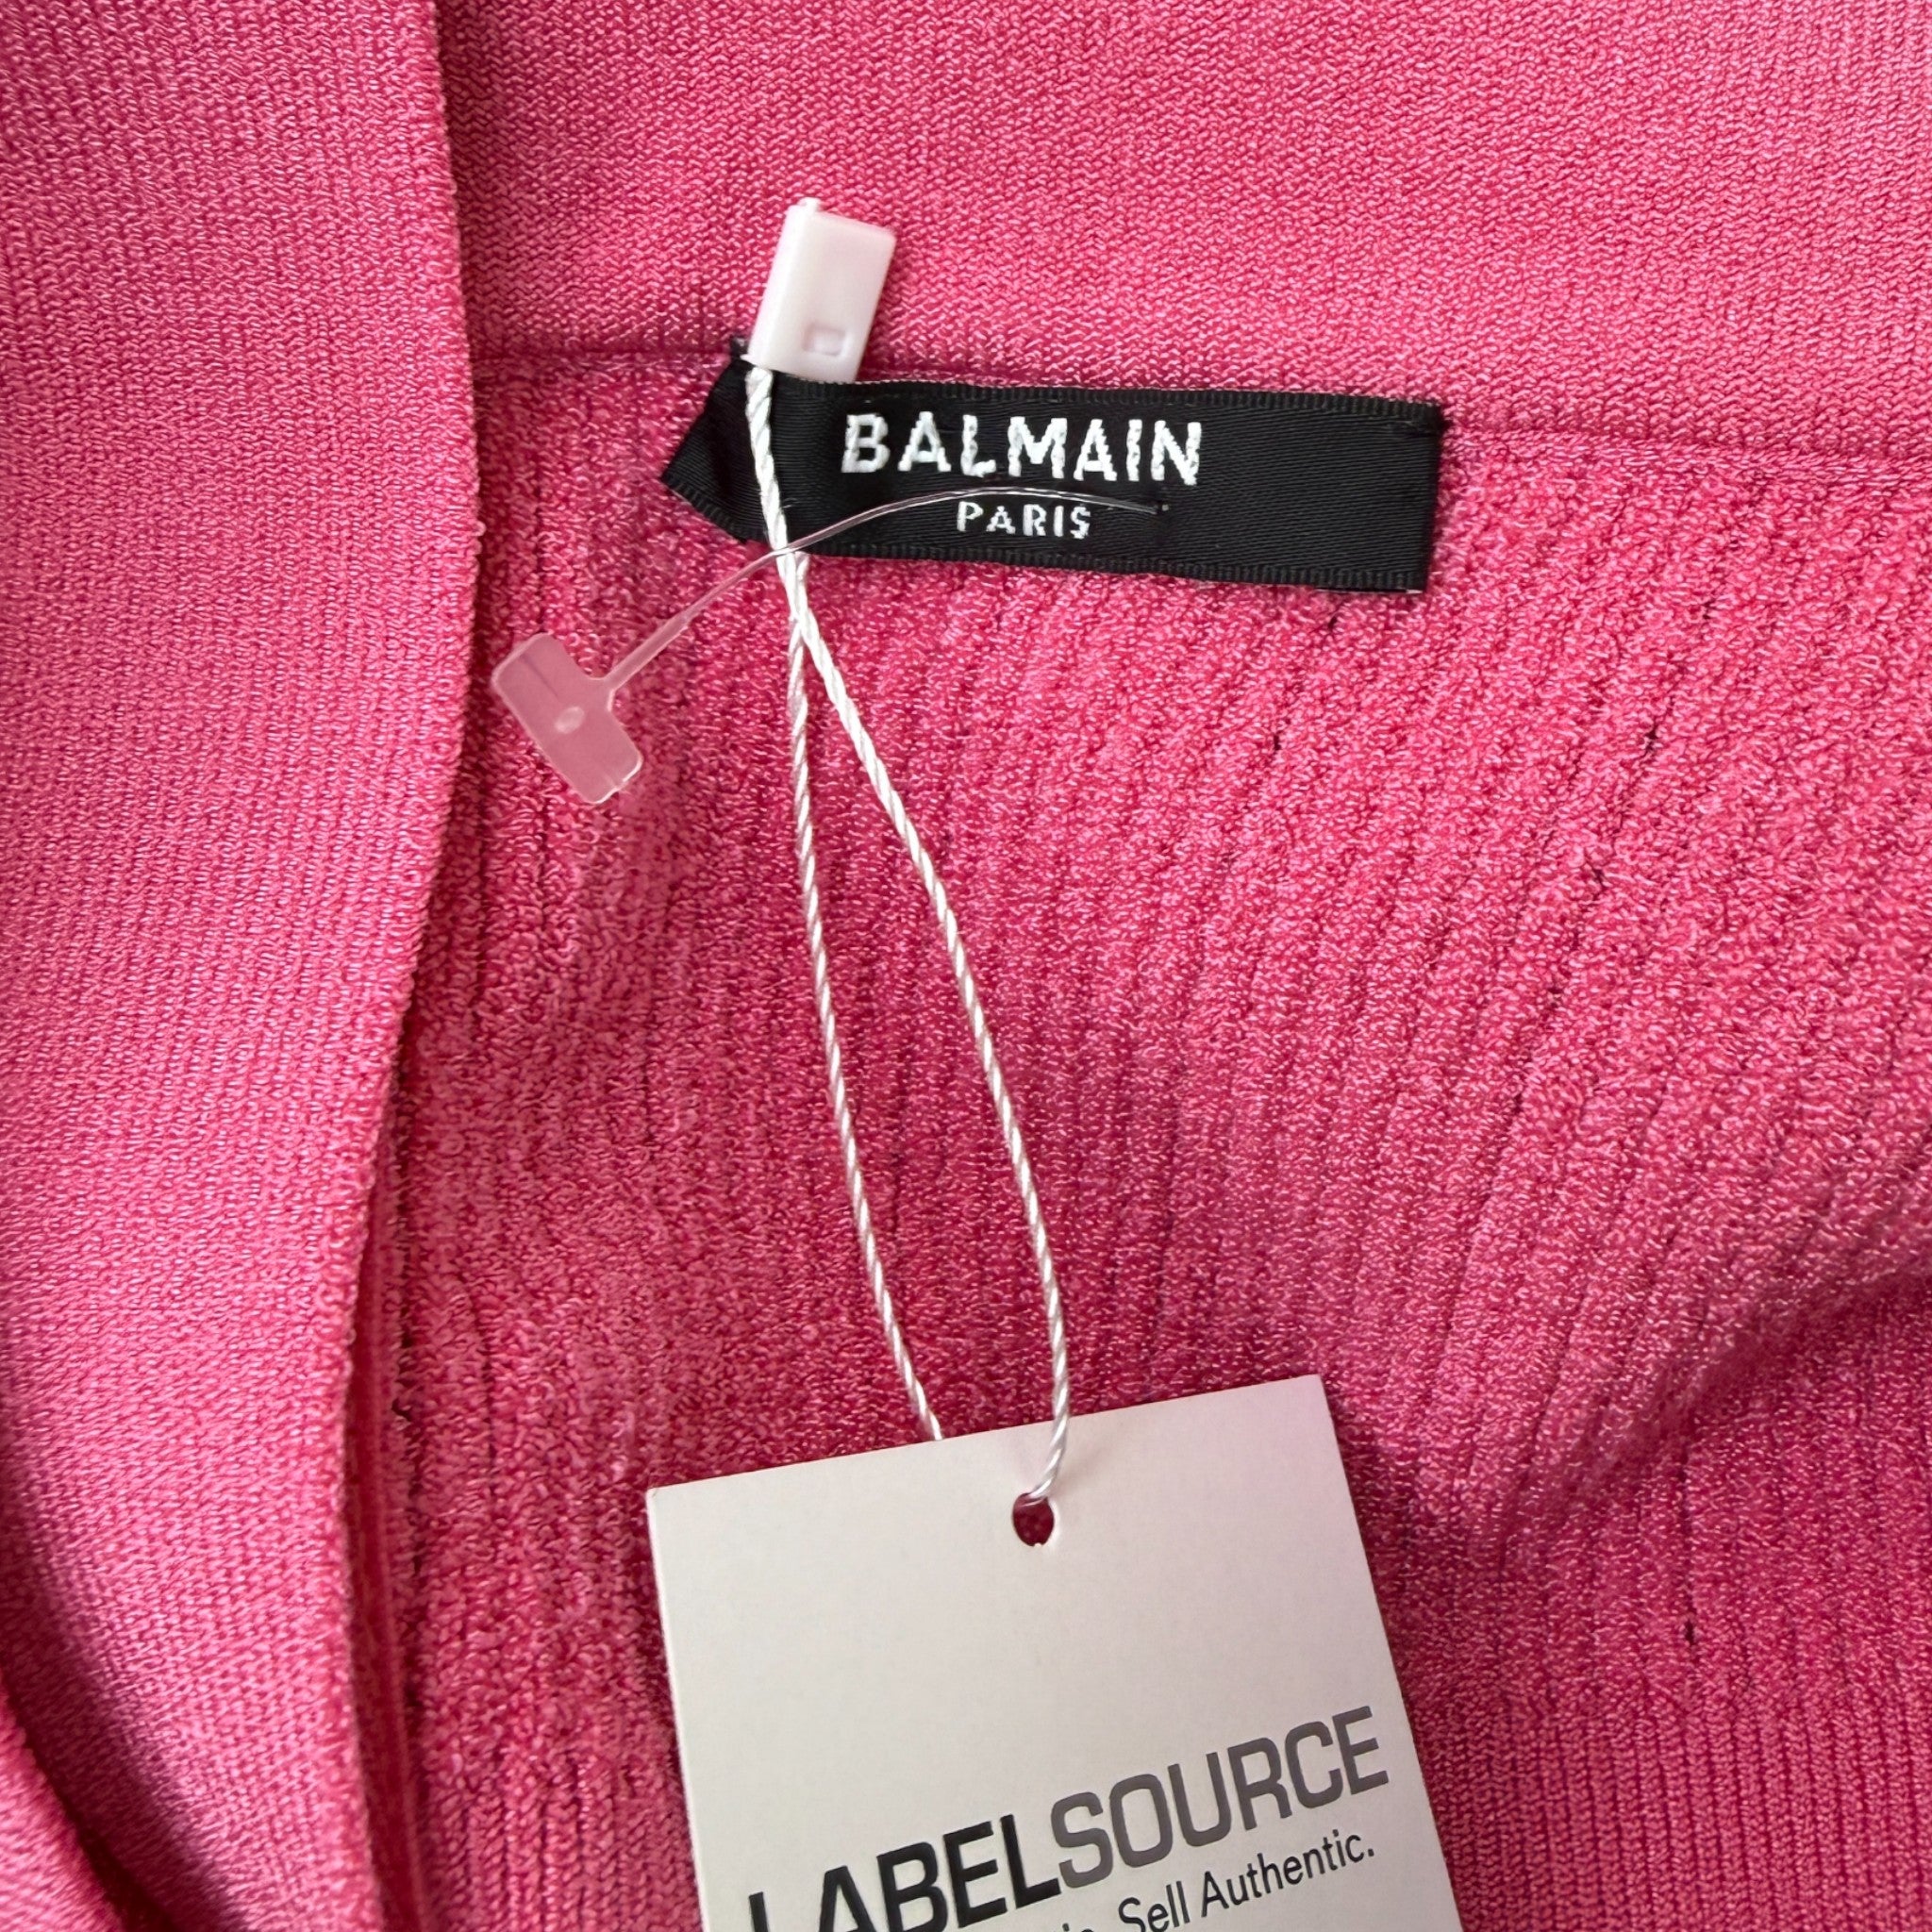 BALMAIN
PARIS
LABELSOURCE
Sell Authentic.